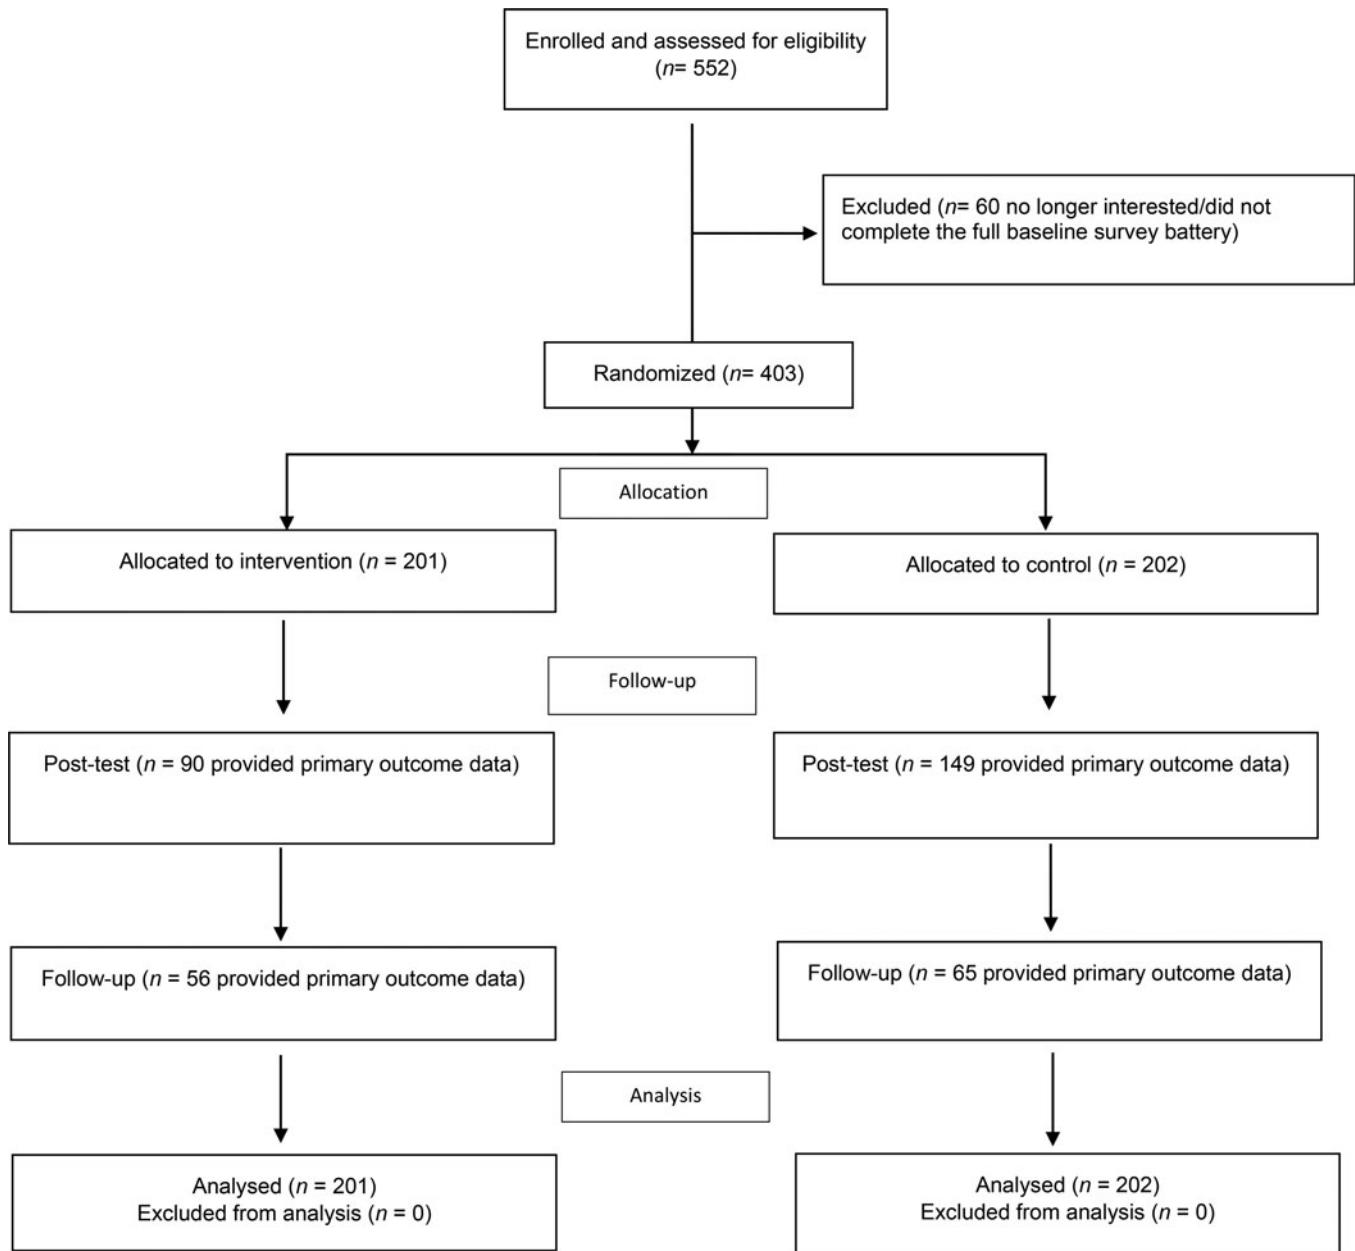 Enrolled and assessed for eligibility
(n= 552)
Excluded (n= 60 no longer interested/did not
complete the full baseline survey battery)
Randomized (n= 403)
Allocation
Allocated to intervention (n = 201)
Allocated to control (n = 202)
Follow-up
Post-test (n = 90 provided primary outcome data)
Post-test (n = 149 provided primary outcome data)
Follow-up (n = 56 provided primary outcome data)
Follow-up (n = 65 provided primary outcome data)
Analysis
Analysed (n = 201)
Excluded from analysis (n = 0)
Analysed (n = 202)
Excluded from analysis (n = 0)